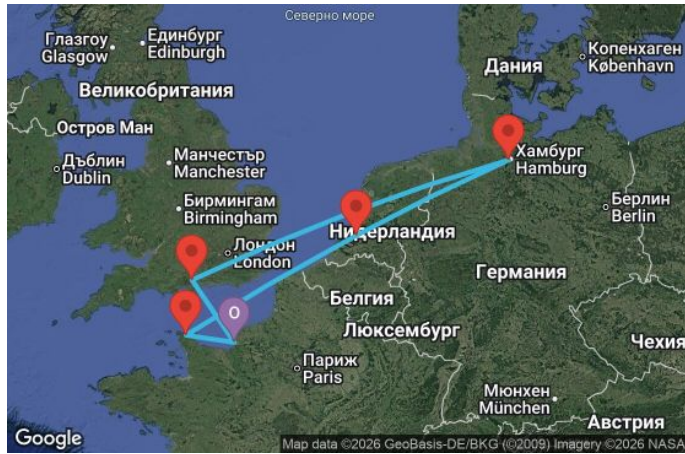 Северно море
Глазгоу
Glasgow
Единбург
Edinburgh
Великобритания
Остров Ман
Дъблин
Dublin
Манчестър
Manchester
Бирмингам
Birmingham
Лондон
London
Дания
Копенхаген
København
Хамбург
Hamburg
Берлин
Berlin
Нидерландия
Германия
Белгия
Люксембург
Чехия
О
Париж
Paris
Мюнхен
München
Австрия
Google
Map data ©2026 GeoBasis-DE/BKG (©2009) Imagery ©2026 NASA